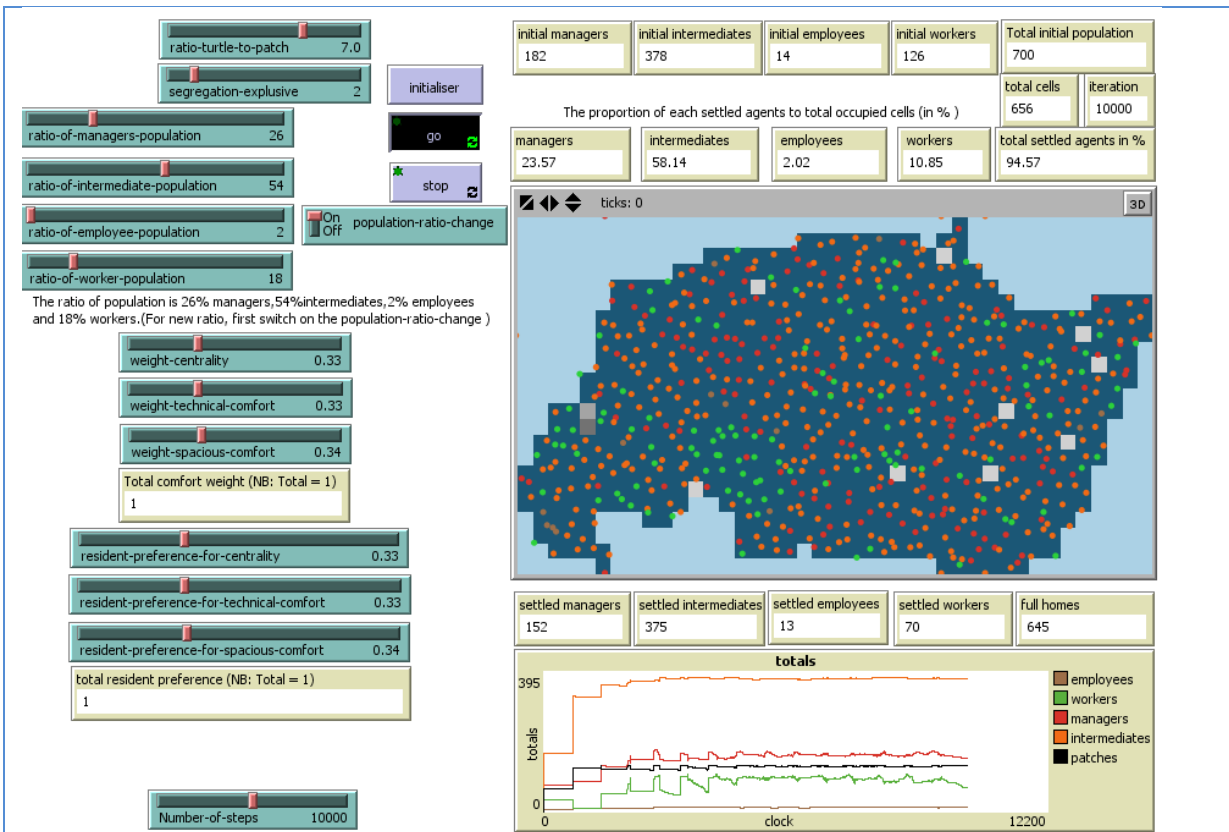 ratio-turtle-to-patch 7.0
segregation-explusive 2
ratio-of-managers-population 26
ratio-of-intermediate-population 54
ratio-of-employee-population 2
ratio-of-worker-population 18
initialiser
go
stop
On
Off
population-ratio-change
The ratio of population is 26% managers,54%intermediates,2% employees
and 18% workers.(For new ratio, first switch on the population-ratio-change )
weight-centrality 0.33
weight-technical-comfort 0.33
weight-spacious-comfort 0.34
Total comfort weight (NB: Total = 1)
1
resident-preference-for-centrality 0.33
resident-preference-for-technical-comfort 0.33
resident-preference-for-spacious-comfort 0.34
total resident preference (NB: Total = 1)
1
Number-of-steps 10000
initial managers
182
initial intermediates
378
initial employees
14
initial workers
126
Total initial population
700
total cells
656
iteration
10000
The proportion of each settled agents to total occupied cells (in % )
managers
23.57
intermediates
58.14
employees
2.02
workers
10.85
total settled agents in %
94.57
ticks: 0
3D
settled managers
152
settled intermediates
375
settled employees
13
settled workers
70
full homes
645
totals
395
totals
0
0
clock
12200
employees
workers
managers
intermediates
patches